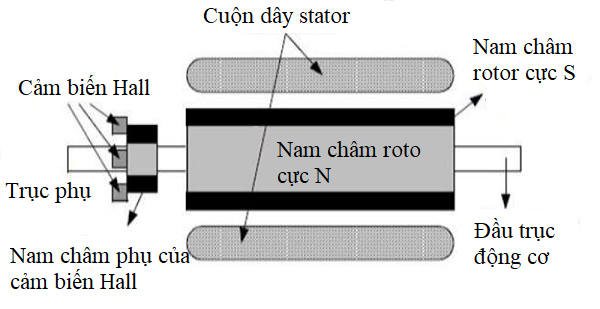 Cuộn dây stator
Nam châm
rotor cực S
Cảm biến Hall
Nam châm roto
cực N
Trục phụ
Nam châm phụ của
cảm biến Hall
Đầu trục
động cơ